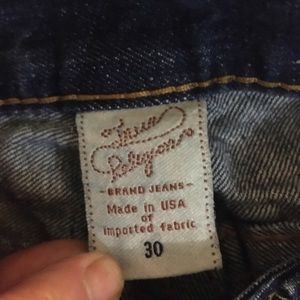 True
Religion
- BRAND JEANS -
Made in USA
of
imported fabric
30